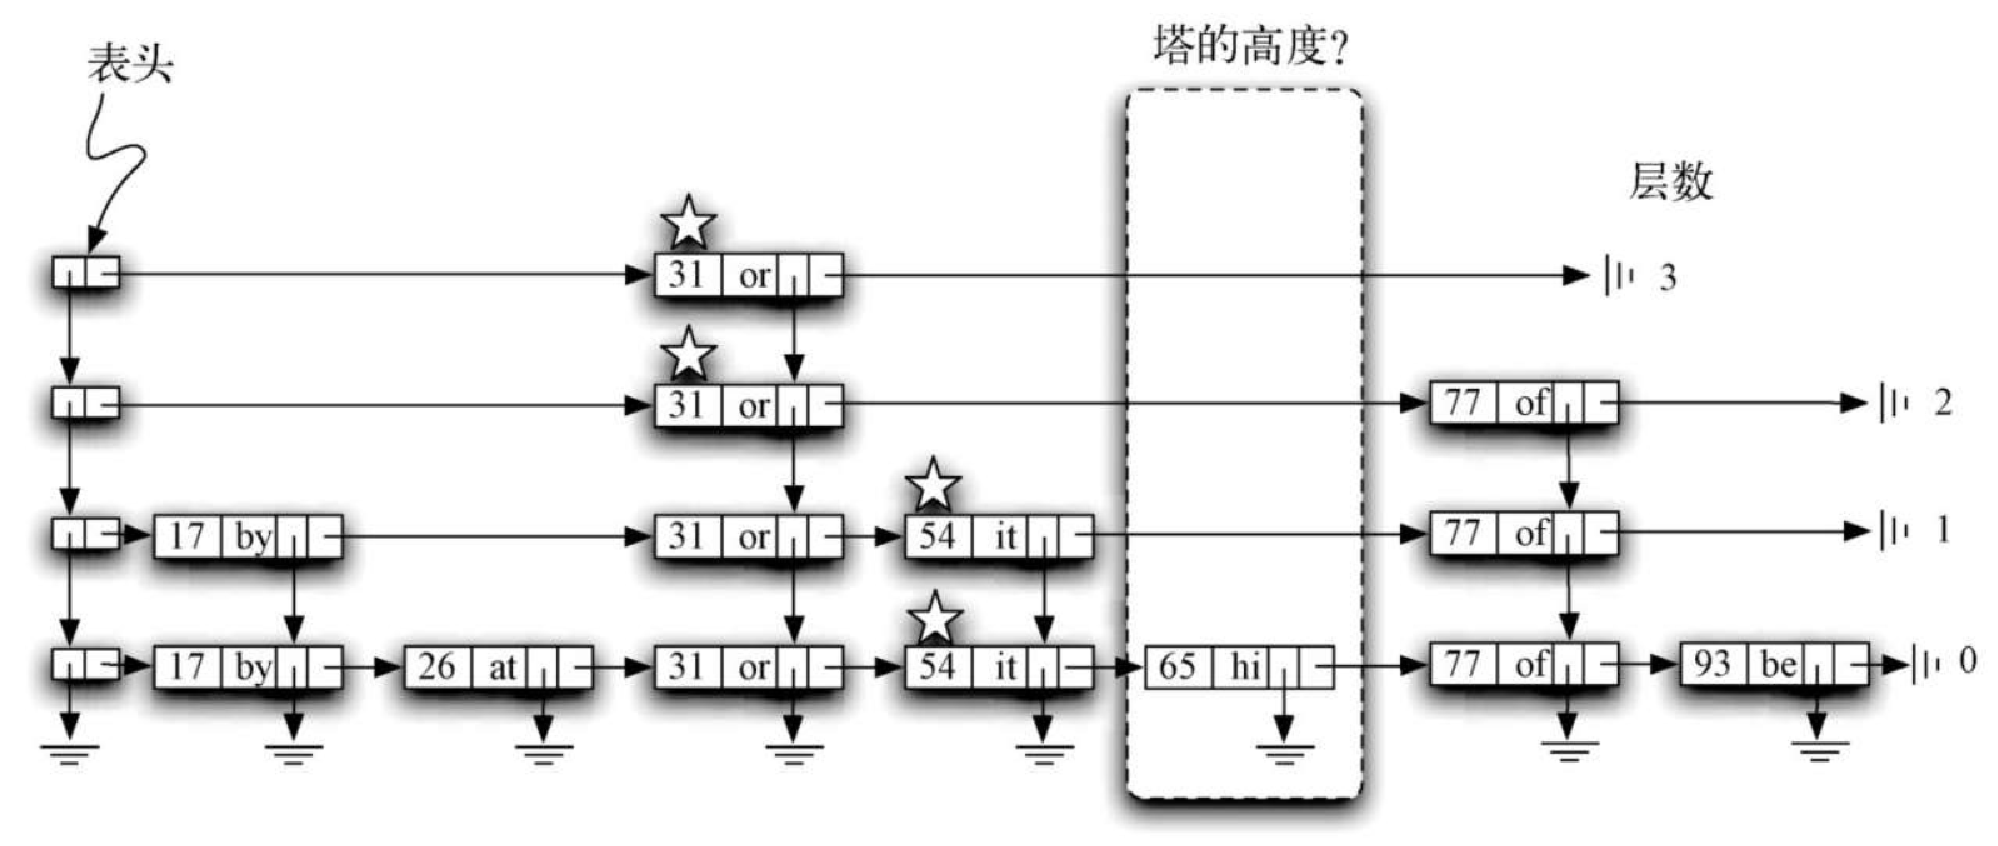 塔的高度?
表头
层数
31 or 3
31 or 77 of 2
17 by 31 or 54 it 77 of 1
17 by 26 at 31 or 54 it 65 hi 77 of 93 be 0